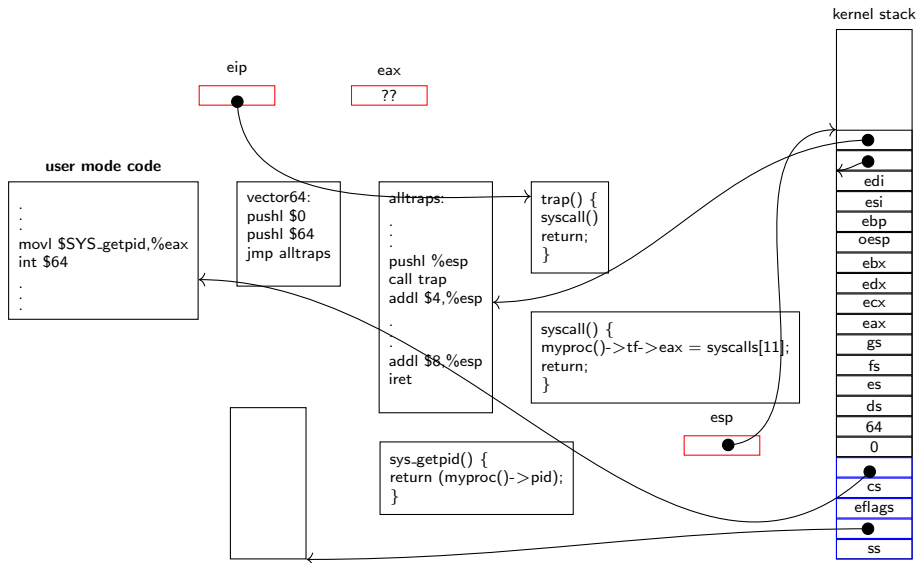 kernel stack
eip
eax
??
user mode code
.
.
.
movl $SYS_getpid,%eax
int $64
.
.
.
vector64:
pushl $0
pushl $64
jmp alltraps
alltraps:
.
.
.
pushl %esp
call trap
addl $4,%esp
.
.
.
addl $8,%esp
iret
trap() {
syscall()
return;
}
syscall() {
myproc()->tf->eax = syscalls[11];
return;
}
esp
sys_getpid() {
return (myproc()->pid);
}
edi
esi
ebp
oesp
ebx
edx
ecx
eax
gs
fs
es
ds
64
0
cs
eflags
ss